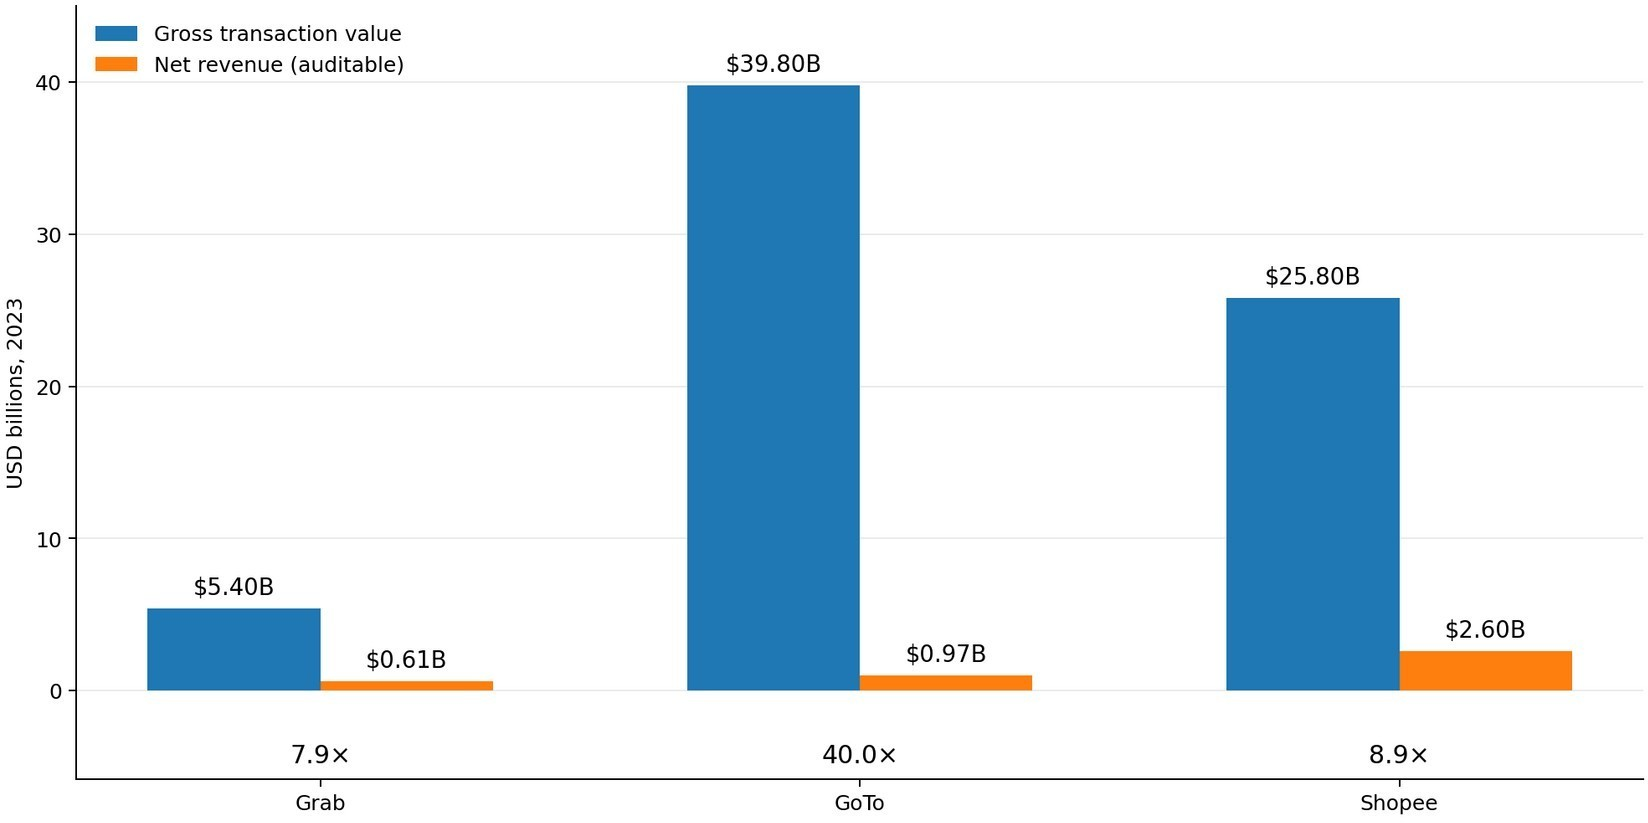 Gross transaction value
Net revenue (auditable)
USD billions, 2023
40
30
20
10
0
$5.40B
$0.61B
$39.80B
$0.97B
$25.80B
$2.60B
7.9×
40.0×
8.9×
Grab
GoTo
Shopee